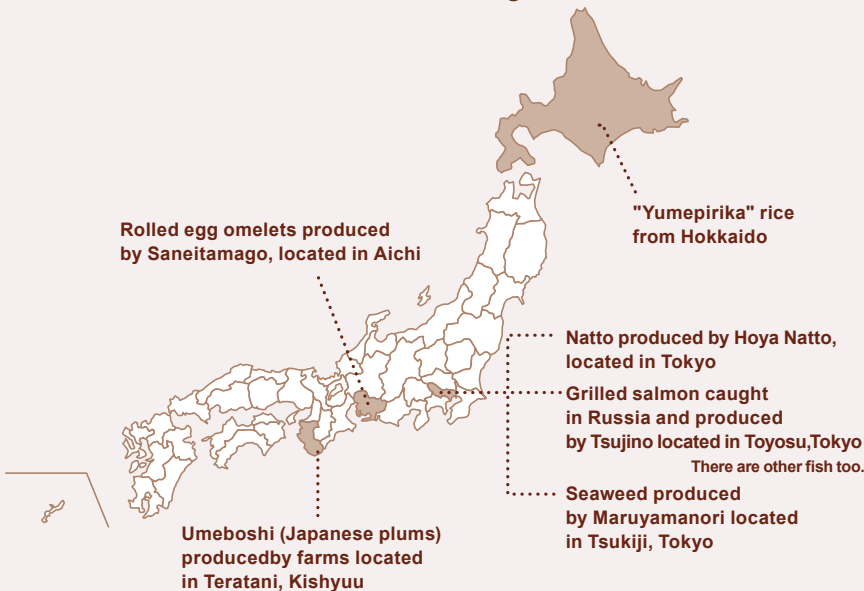 "Yumepirika" rice
from Hokkaido
Rolled egg omelets produced
by Saneitamago, located in Aichi
Natto produced by Hoya Natto,
located in Tokyo
Grilled salmon caught
in Russia and produced
by Tsujino located in Toyosu,Tokyo
There are other fish too.
Seaweed produced
by Maruyamanori located
in Tsukiji, Tokyo
Umeboshi (Japanese plums)
producedby farms located
in Teratani, Kishyuu